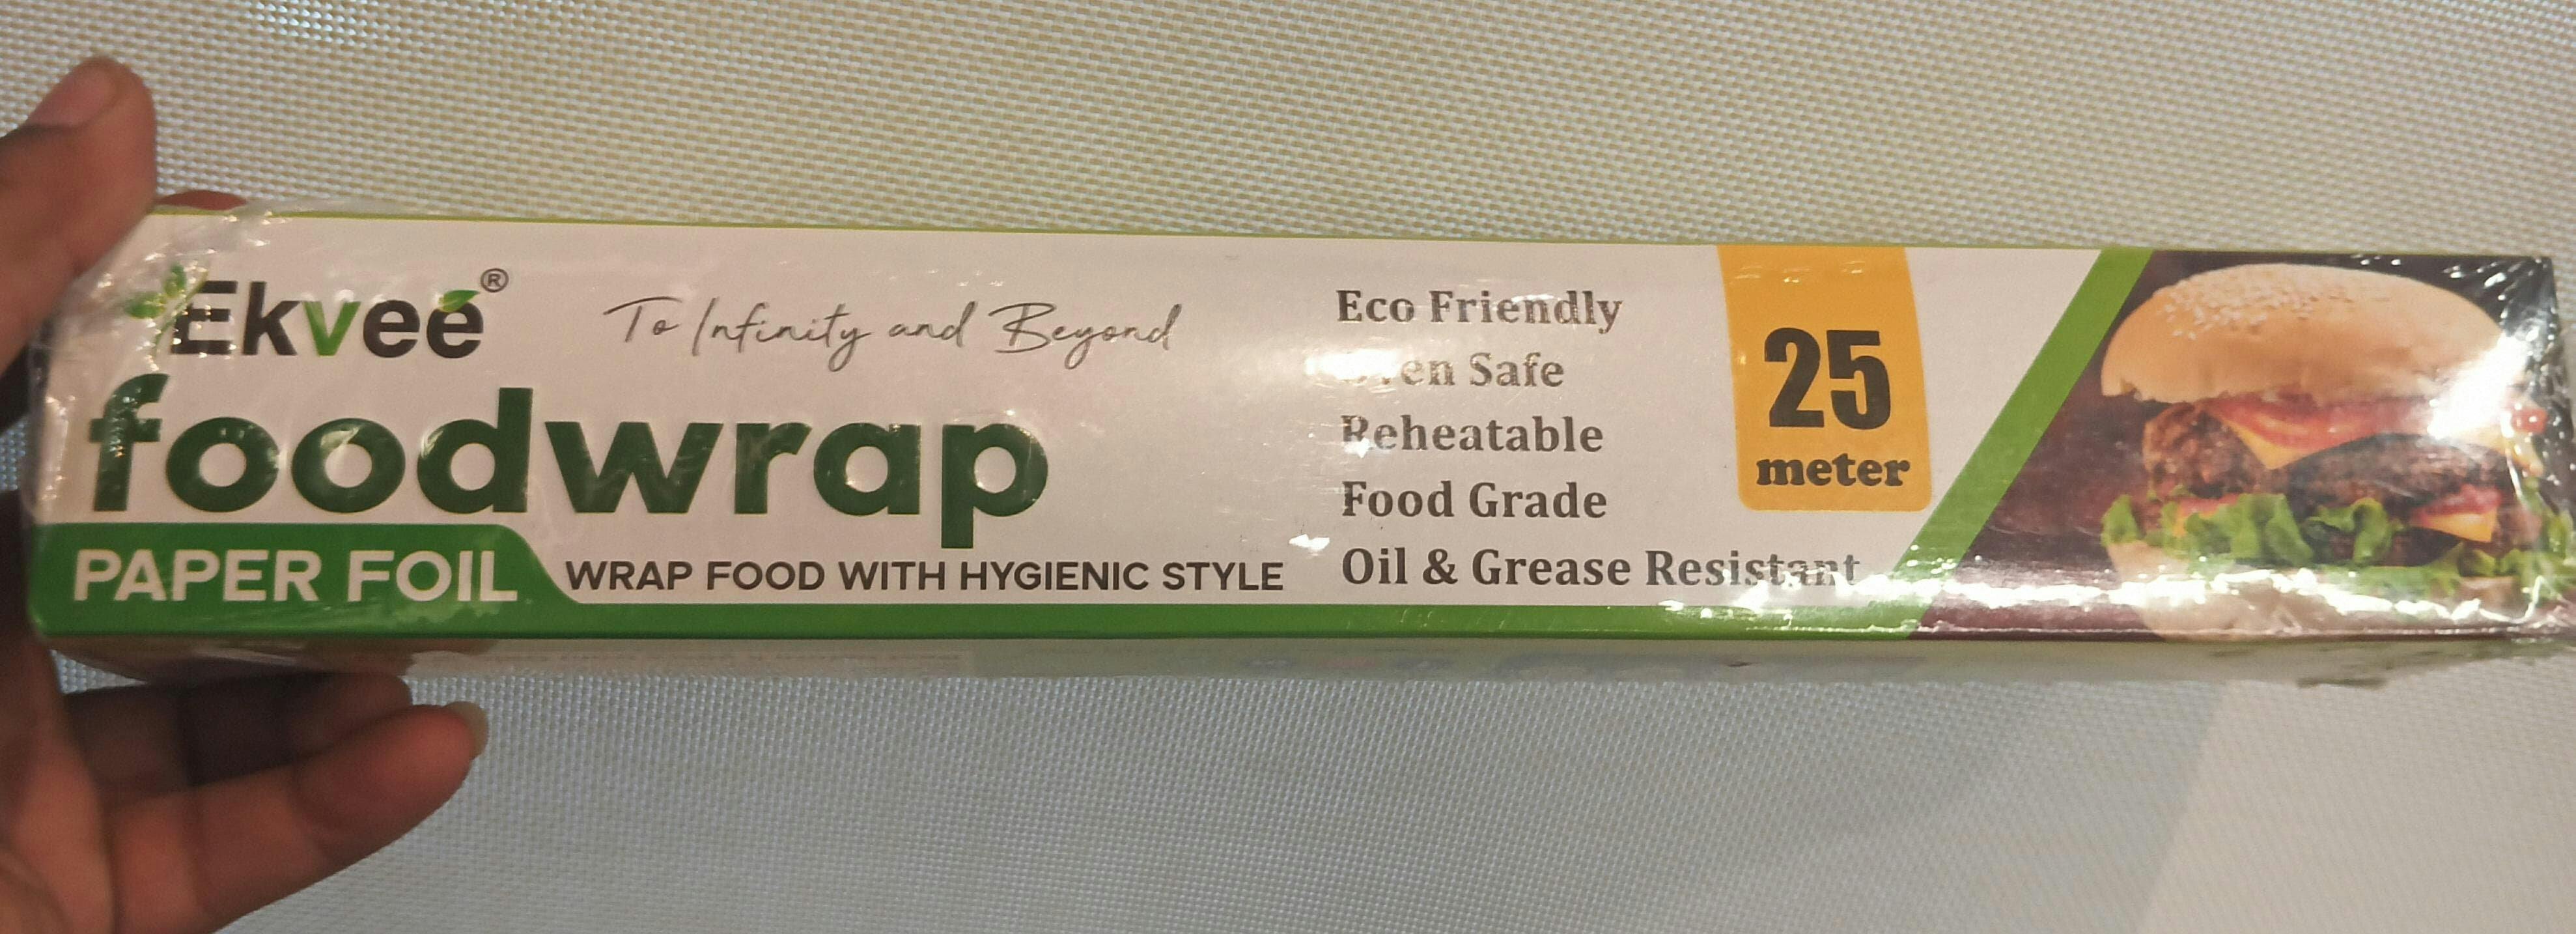 Ekvee®
To Infinity and Beyond
foodwrap
PAPER FOIL
WRAP FOOD WITH HYGIENIC STYLE
Eco Friendly
Oven Safe
Reheatable
Food Grade
Oil & Grease Resistant
25
meter